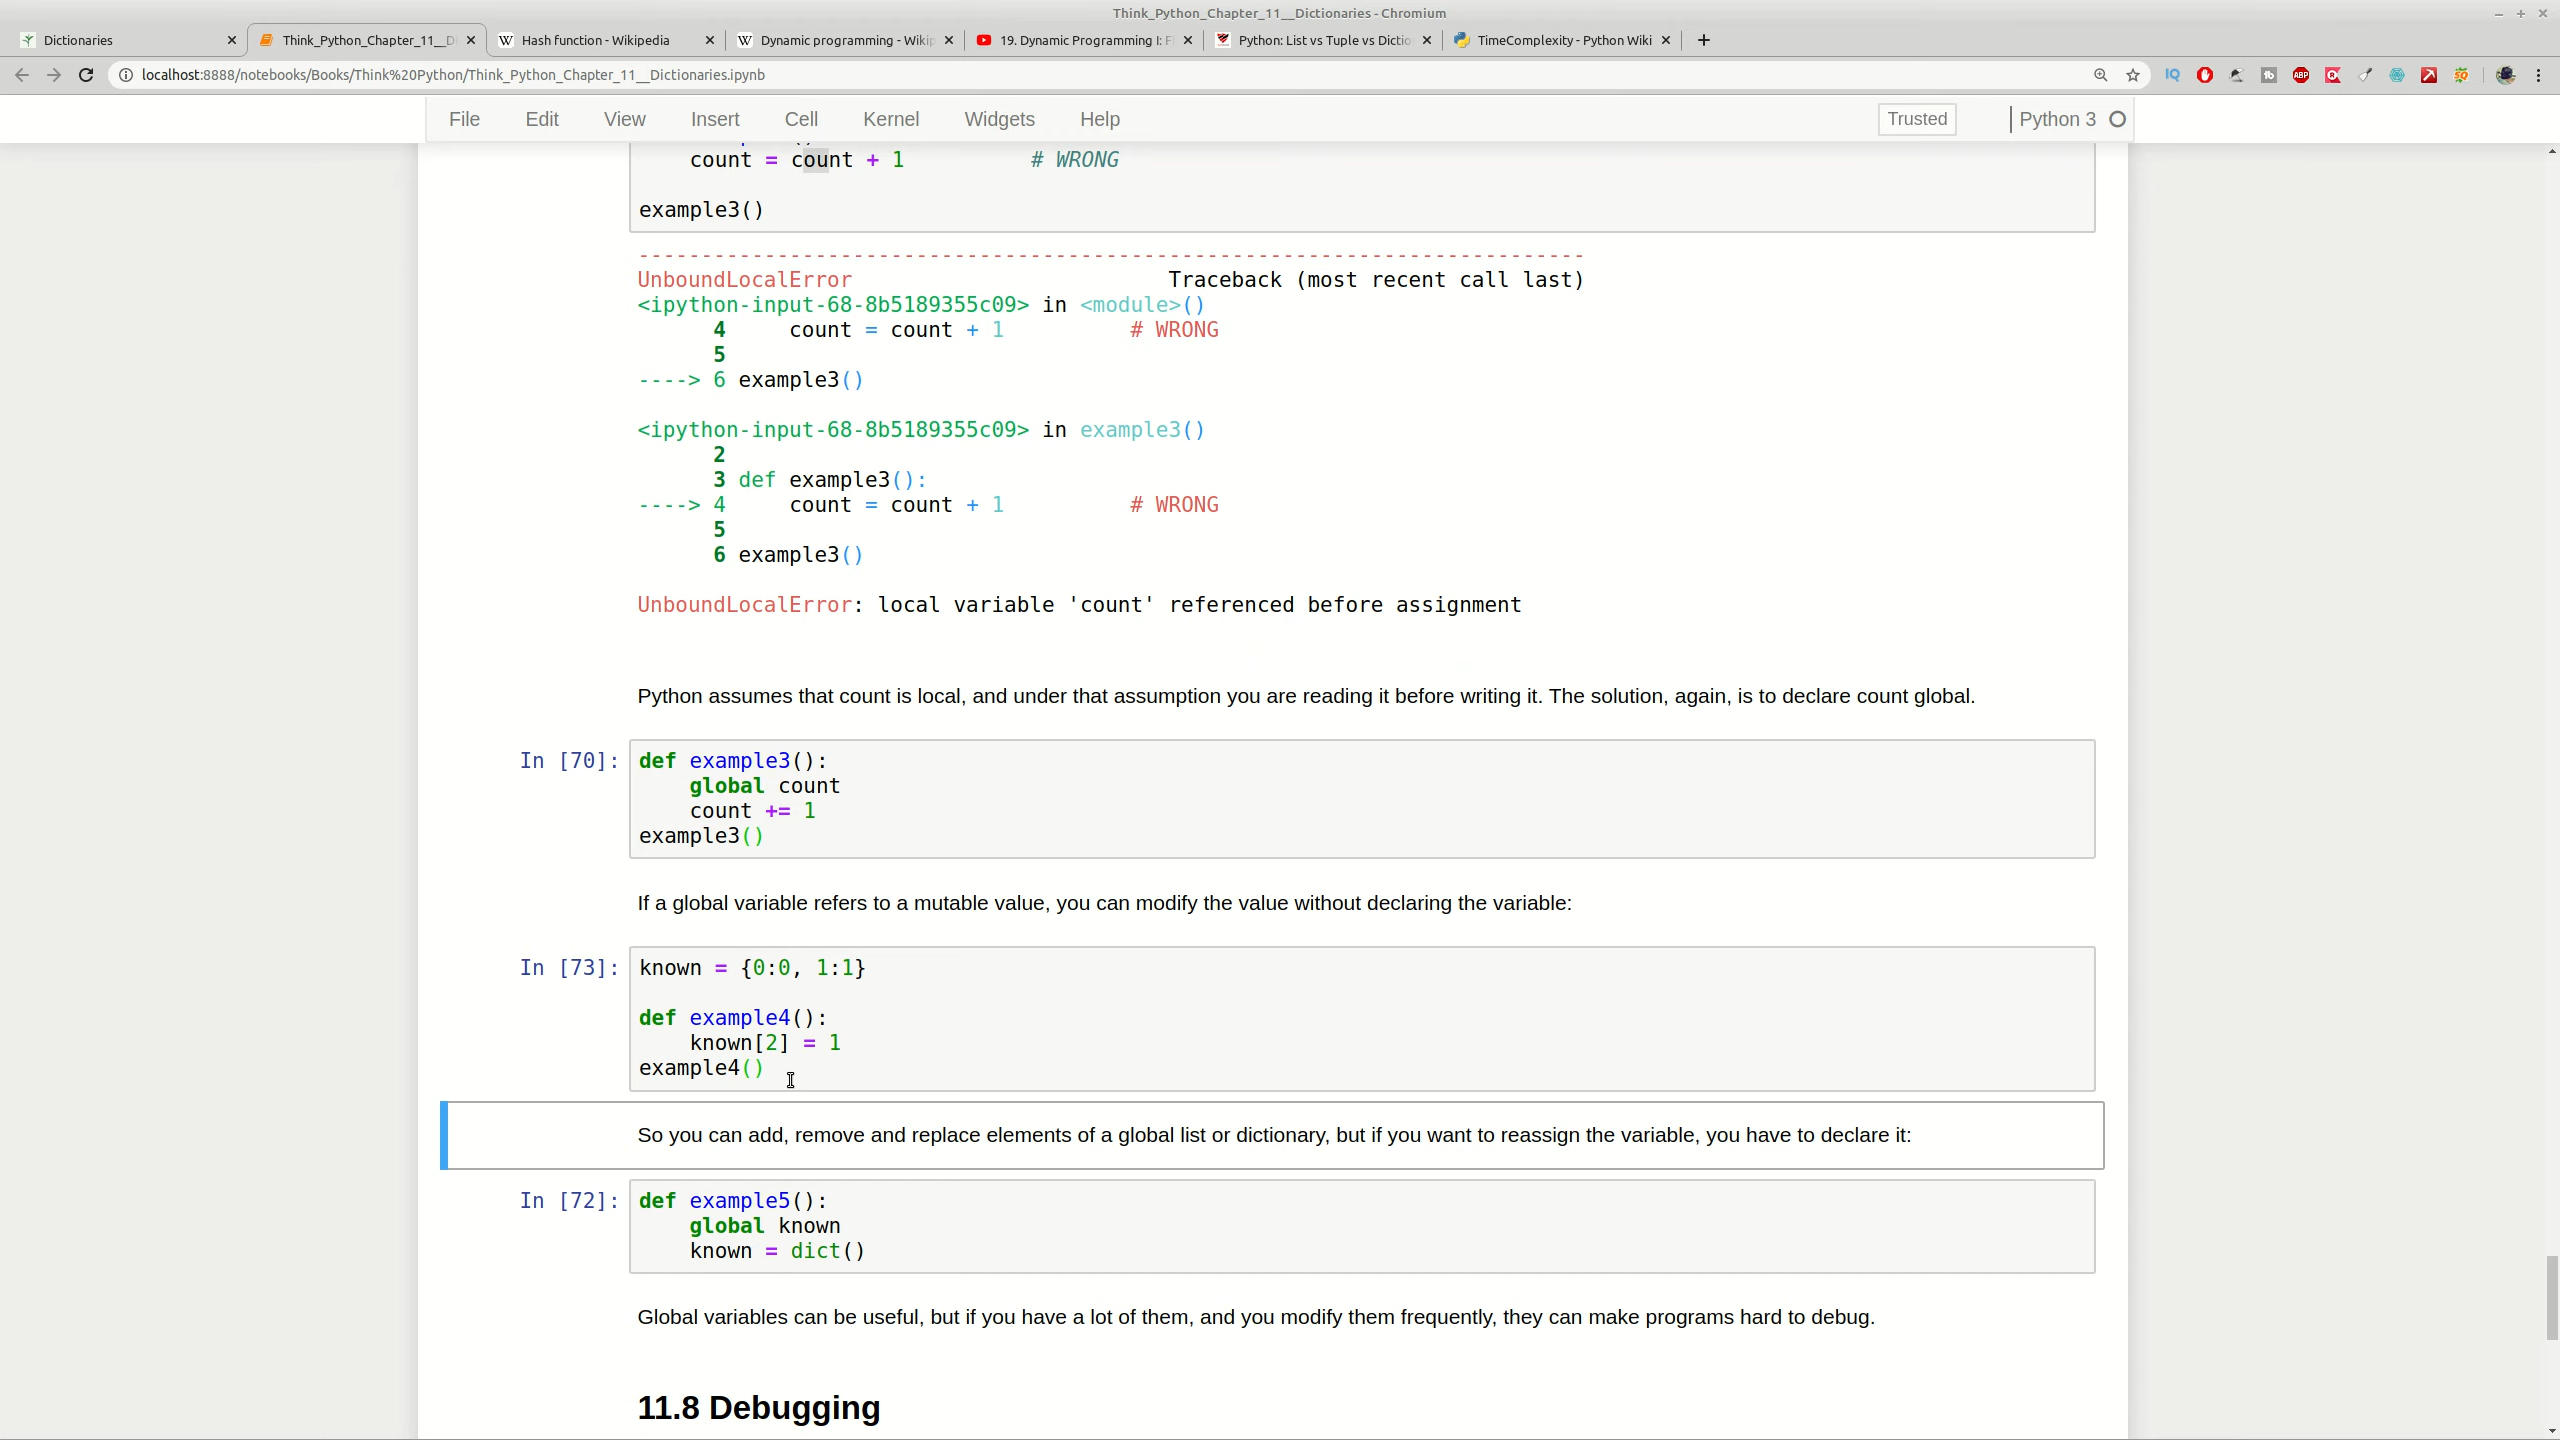 Think_Python_Chapter_11__Dictionaries - Chromium
Dictionaries
Think_Python_Chapter_11__D
Hash function - Wikipedia
Dynamic programming - Wikip
19. Dynamic Programming I: F
Python: List vs Tuple vs Dictio
TimeComplexity - Python Wiki
localhost:8888/notebooks/Books/Think%20Python/Think_Python_Chapter_11__Dictionaries.ipynb
File Edit View Insert Cell Kernel Widgets Help Trusted Python 3
count = count + 1 # WRONG
example3()
---------------------------------------------------------------------------
UnboundLocalError Traceback (most recent call last)
<ipython-input-68-8b5189355c09> in <module>()
4 count = count + 1 # WRONG
5
----> 6 example3()
<ipython-input-68-8b5189355c09> in example3()
2
3 def example3():
----> 4 count = count + 1 # WRONG
5
6 example3()
UnboundLocalError: local variable 'count' referenced before assignment
Python assumes that count is local, and under that assumption you are reading it before writing it. The solution, again, is to declare count global.
In [70]: def example3():
global count
count += 1
example3()
If a global variable refers to a mutable value, you can modify the value without declaring the variable:
In [73]: known = {0:0, 1:1}
def example4():
known[2] = 1
example4()
So you can add, remove and replace elements of a global list or dictionary, but if you want to reassign the variable, you have to declare it:
In [72]: def example5():
global known
known = dict()
Global variables can be useful, but if you have a lot of them, and you modify them frequently, they can make programs hard to debug.
11.8 Debugging